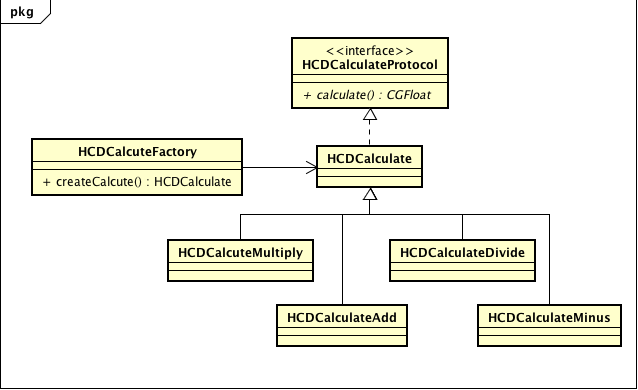 pkg
<<interface>>
HCDCalculateProtocol
+ calculate() : CGFloat
HCDCalcuteFactory
+ createCalcute() : HCDCalculate
HCDCalculate
HCDCalcuteMultiply
HCDCalculateDivide
HCDCalculateAdd
HCDCalculateMinus